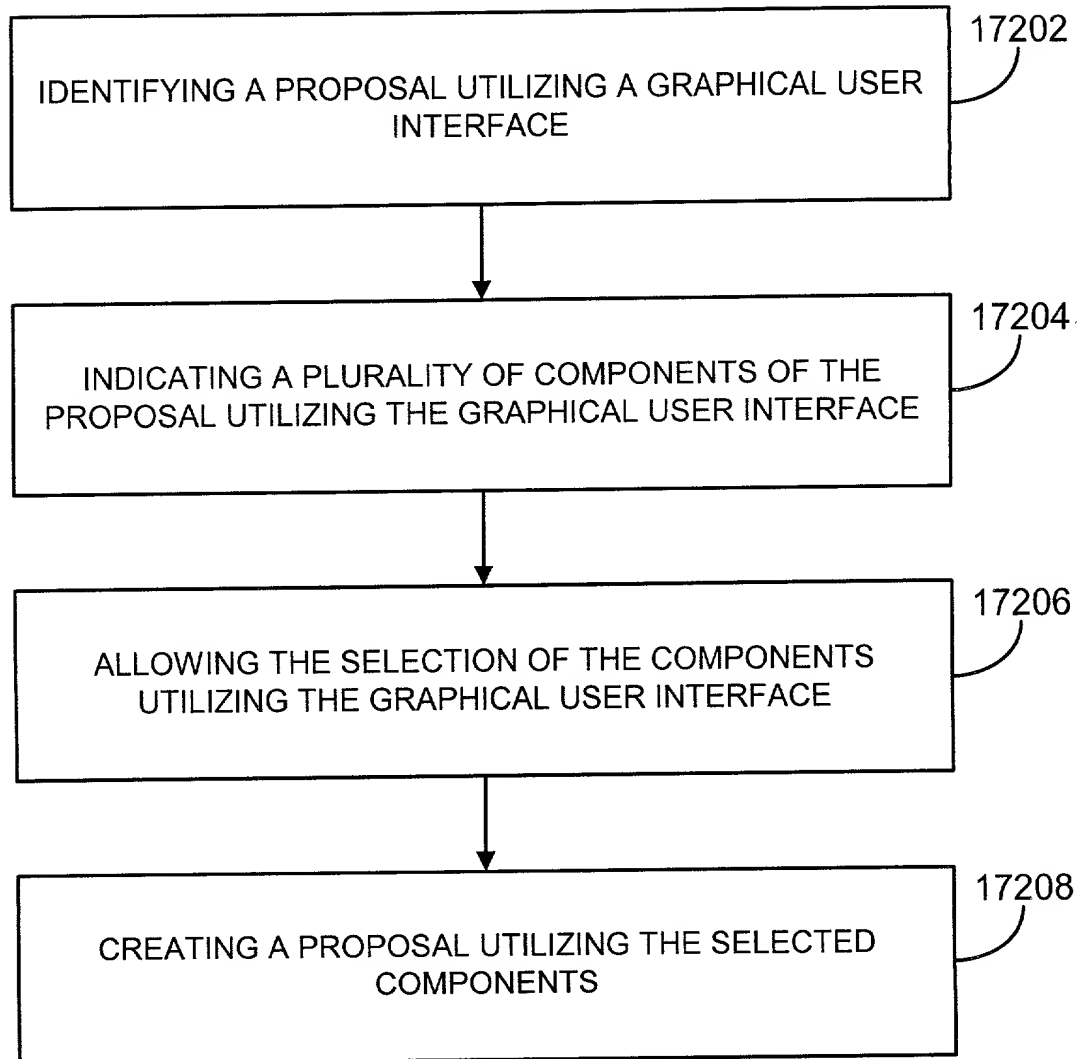 17202
IDENTIFYING A PROPOSAL UTILIZING A GRAPHICAL USER
INTERFACE
17204
INDICATING A PLURALITY OF COMPONENTS OF THE
PROPOSAL UTILIZING THE GRAPHICAL USER INTERFACE
17206
ALLOWING THE SELECTION OF THE COMPONENTS
UTILIZING THE GRAPHICAL USER INTERFACE
17208
CREATING A PROPOSAL UTILIZING THE SELECTED
COMPONENTS